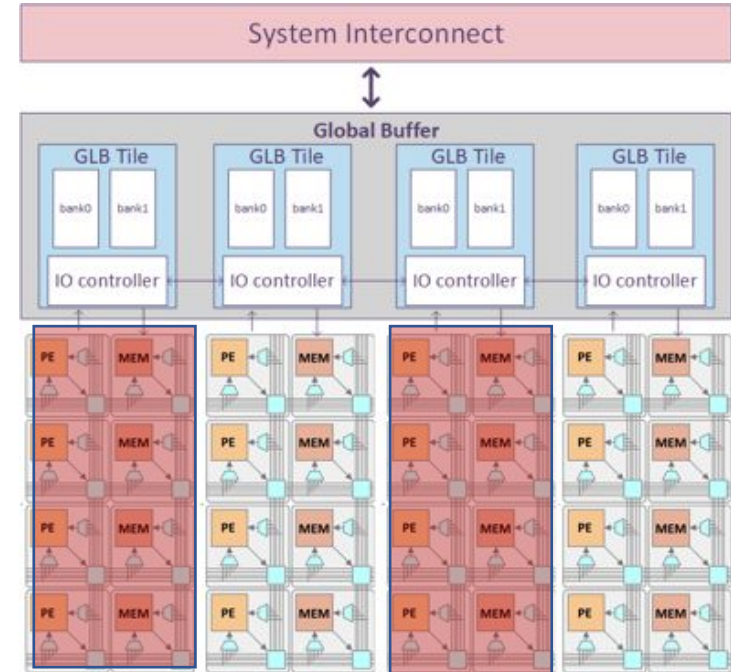 System Interconnect
Global Buffer
GLB Tile GLB Tile GLB Tile GLB Tile
bank0 bank1 bank0 bank1 bank0 bank1 bank0 bank1
IO controller IO controller IO controller IO controller
PE MEM PE MEM PE MEM PE MEM
PE MEM PE MEM PE MEM PE MEM
PE MEM PE MEM PE MEM PE MEM
PE MEM PE MEM PE MEM PE MEM